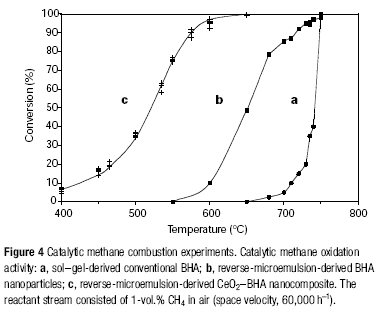 100
90
80
70
60
50
40
30
20
10
0
Conversion (%)
c
b
a
400
500
600
700
800
Temperature (°C)
Figure 4 Catalytic methane combustion experiments. Catalytic methane oxidation
activity: a, sol–gel-derived conventional BHA; b, reverse-microemulsion-derived BHA
nanoparticles; c, reverse-microemulsion-derived CeO₂–BHA nanocomposite. The
reactant stream consisted of 1-vol.% CH₄ in air (space velocity, 60,000 h⁻¹).